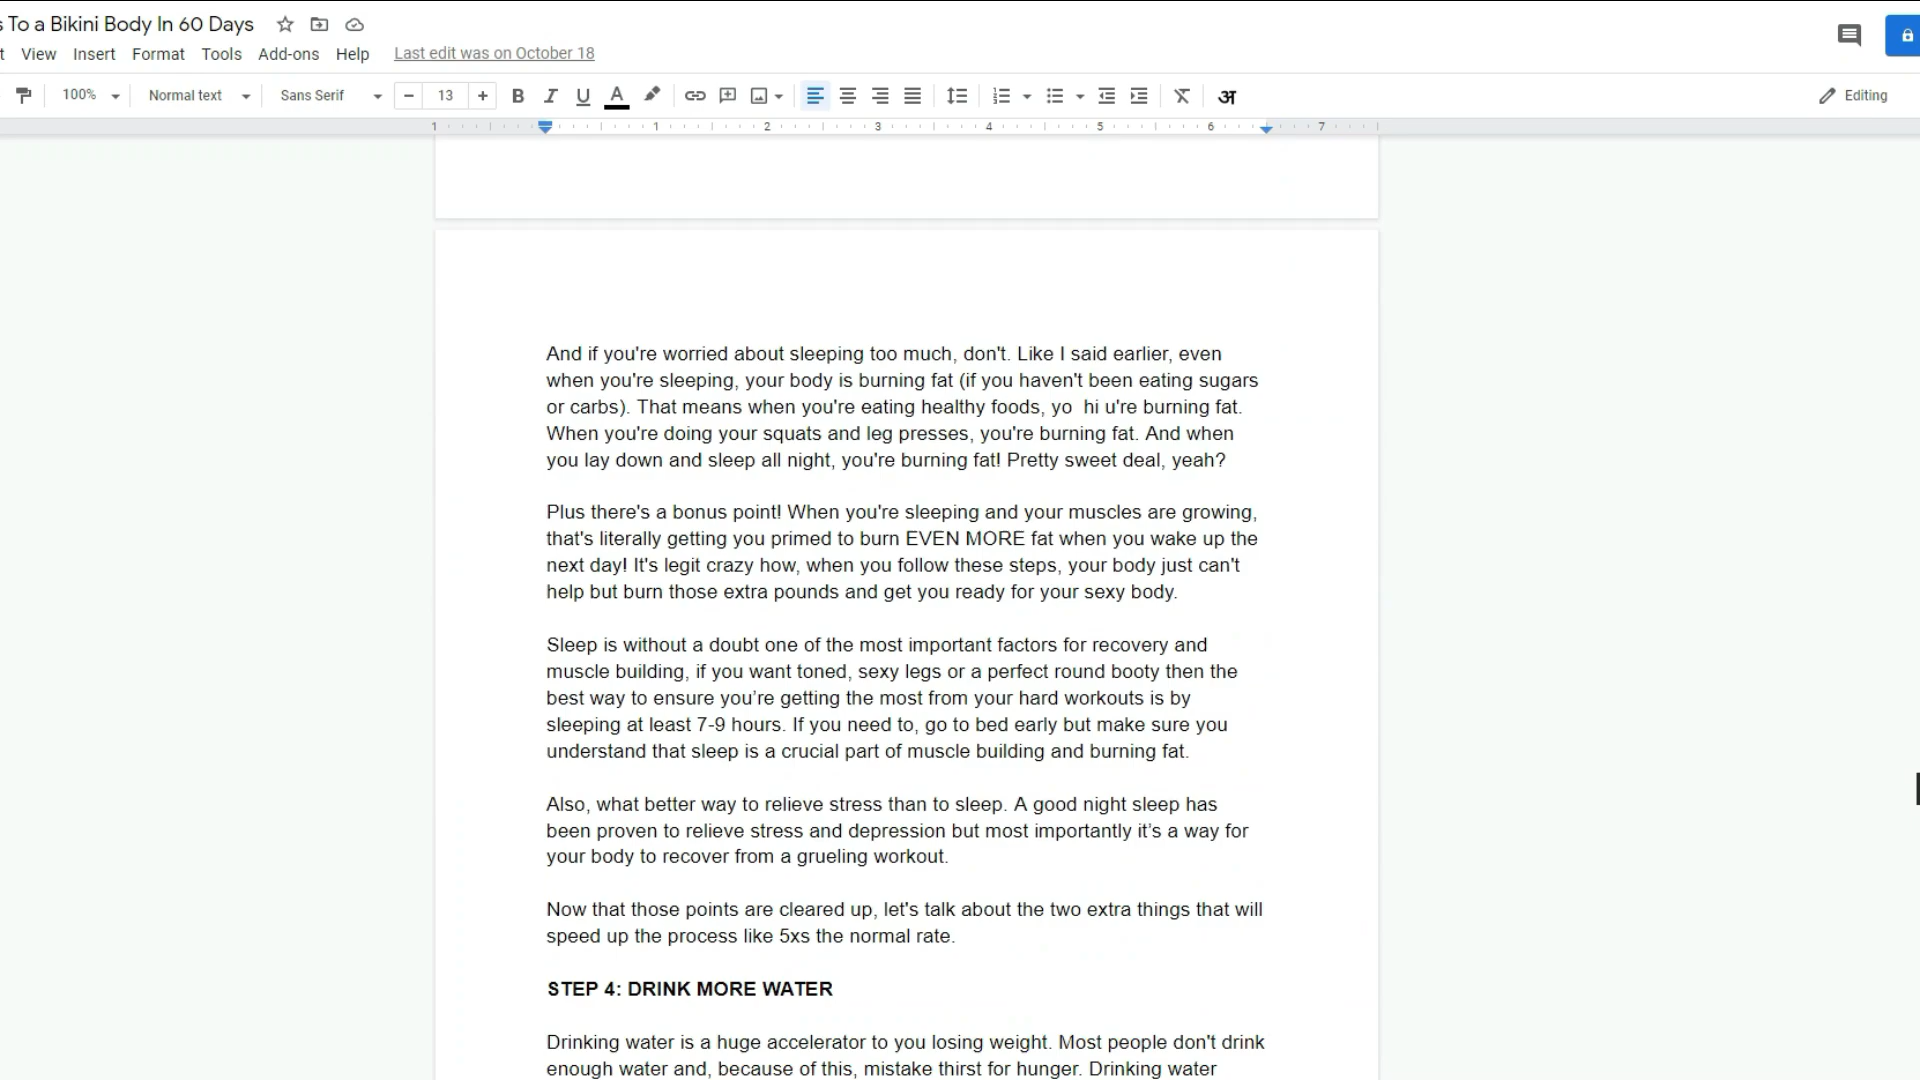 s To a Bikini Body In 60 Days
t View Insert Format Tools Add-ons Help Last edit was on October 18
100% Normal text Sans Serif 13 B I U A अ Editing
1 1 2 3 4 5 6 7
And if you're worried about sleeping too much, don't. Like I said earlier, even
when you're sleeping, your body is burning fat (if you haven't been eating sugars
or carbs). That means when you're eating healthy foods, yo  hi u're burning fat.
When you're doing your squats and leg presses, you're burning fat. And when
you lay down and sleep all night, you're burning fat! Pretty sweet deal, yeah?
Plus there's a bonus point! When you're sleeping and your muscles are growing,
that's literally getting you primed to burn EVEN MORE fat when you wake up the
next day! It's legit crazy how, when you follow these steps, your body just can't
help but burn those extra pounds and get you ready for your sexy body.
Sleep is without a doubt one of the most important factors for recovery and
muscle building, if you want toned, sexy legs or a perfect round booty then the
best way to ensure you’re getting the most from your hard workouts is by
sleeping at least 7-9 hours. If you need to, go to bed early but make sure you
understand that sleep is a crucial part of muscle building and burning fat.
Also, what better way to relieve stress than to sleep. A good night sleep has
been proven to relieve stress and depression but most importantly it’s a way for
your body to recover from a grueling workout.
Now that those points are cleared up, let's talk about the two extra things that will
speed up the process like 5xs the normal rate.
STEP 4: DRINK MORE WATER
Drinking water is a huge accelerator to you losing weight. Most people don't drink
enough water and, because of this, mistake thirst for hunger. Drinking water